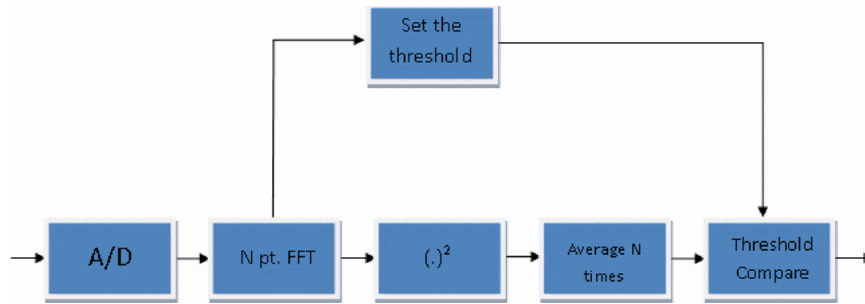 Set the
threshold
A/D
N pt. FFT
(.)²
Average N
times
Threshold
Compare